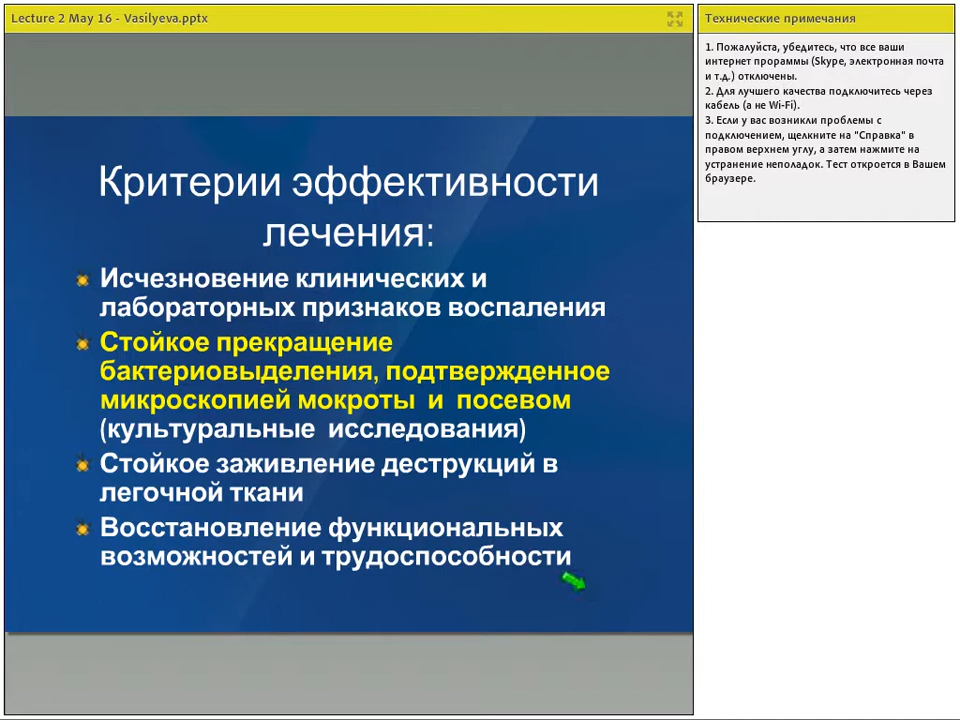 Lecture 2 May 16 - Vasilyeva.pptx
Критерии эффективности
лечения:
Исчезновение клинических и
лабораторных признаков воспаления
Стойкое прекращение
бактериовыделения, подтвержденное
микроскопией мокроты и посевом
(культуральные исследования)
Стойкое заживление деструкций в
легочной ткани
Восстановление функциональных
возможностей и трудоспособности
Технические примечания
1. Пожалуйста, убедитесь, что все ваши
интернет прораммы (Skype, электронная почта
и т.д.) отключены.
2. Для лучшего качества подключитесь через
кабель (а не Wi-Fi).
3. Если у вас возникли проблемы с
подключением, щелкните на "Справка" в
правом верхнем углу, а затем нажмите на
устранение неполадок. Тест откроется в Вашем
браузере.